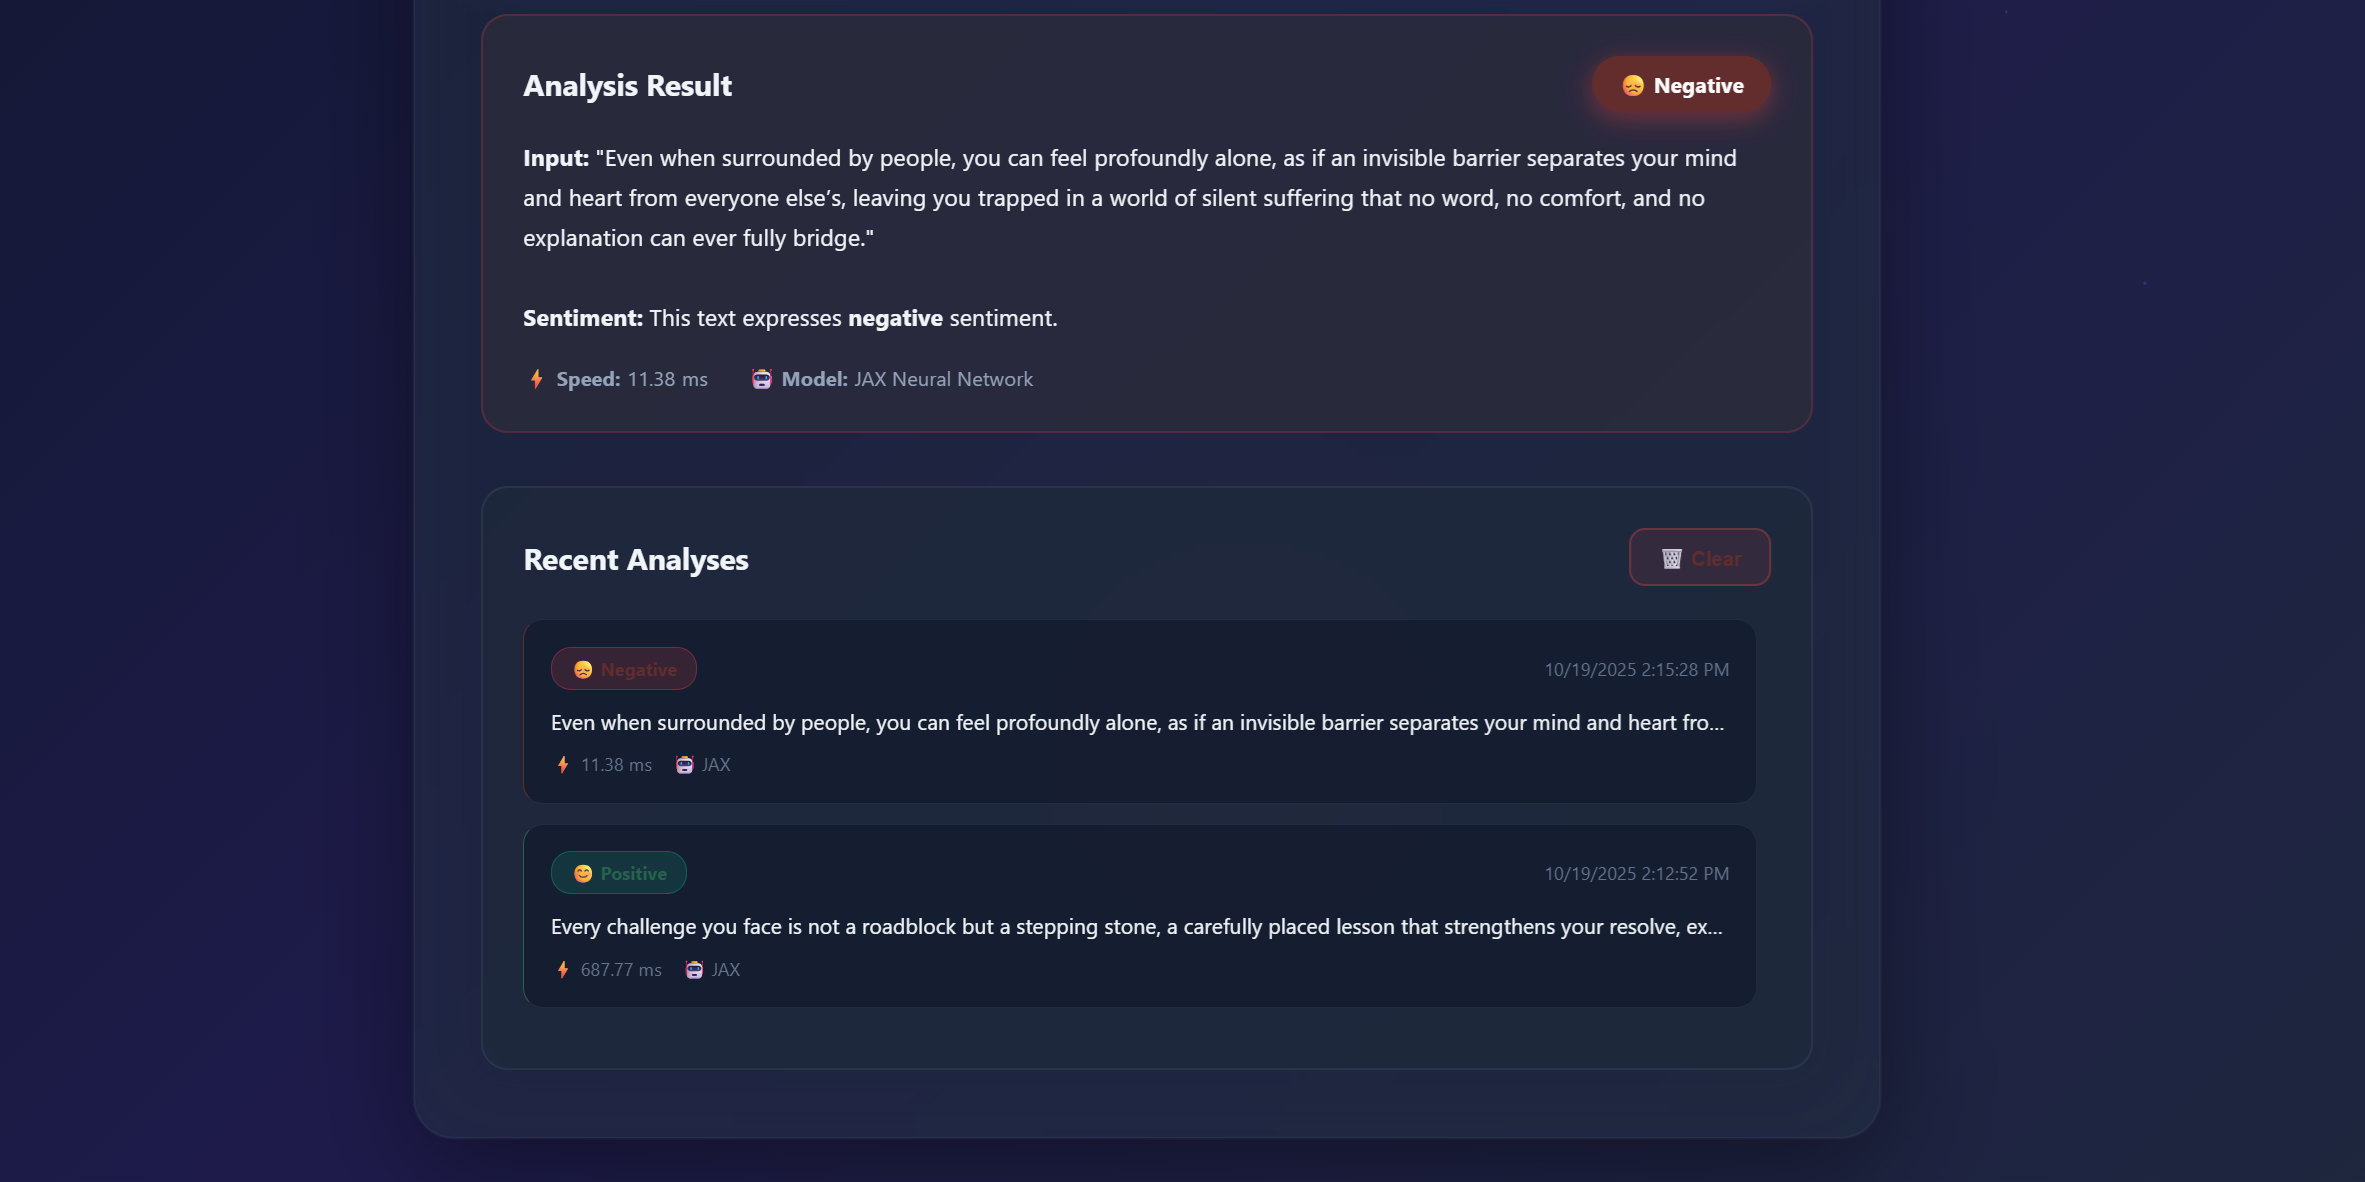 Analysis Result
😞 Negative
Input: "Even when surrounded by people, you can feel profoundly alone, as if an invisible barrier separates your mind
and heart from everyone else’s, leaving you trapped in a world of silent suffering that no word, no comfort, and no
explanation can ever fully bridge."
Sentiment: This text expresses negative sentiment.
⚡ Speed: 11.38 ms 🤖 Model: JAX Neural Network
Recent Analyses
🗑️ Clear
😞 Negative
10/19/2025 2:15:28 PM
Even when surrounded by people, you can feel profoundly alone, as if an invisible barrier separates your mind and heart fro...
⚡ 11.38 ms 🤖 JAX
😊 Positive
10/19/2025 2:12:52 PM
Every challenge you face is not a roadblock but a stepping stone, a carefully placed lesson that strengthens your resolve, ex...
⚡ 687.77 ms 🤖 JAX